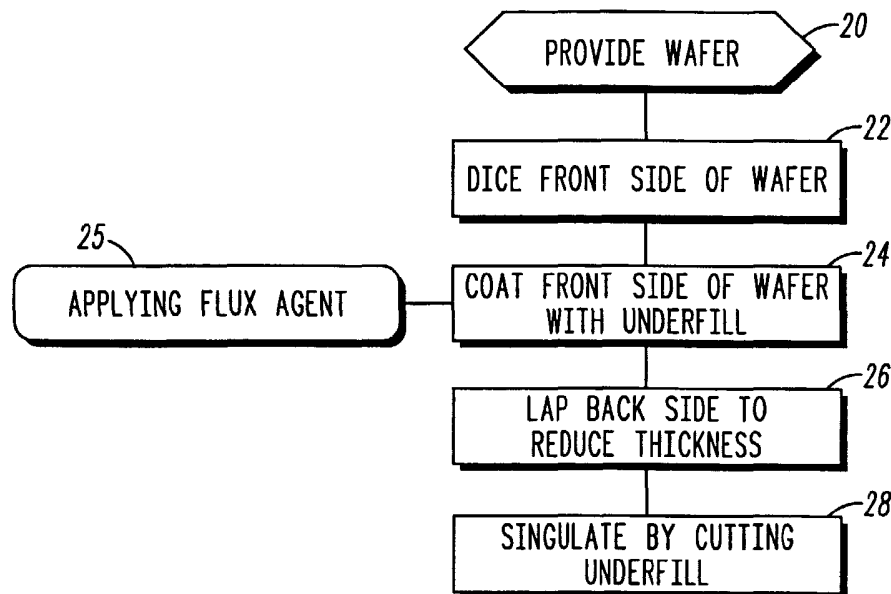 20
PROVIDE WAFER
22
DICE FRONT SIDE OF WAFER
25
APPLYING FLUX AGENT
24
COAT FRONT SIDE OF WAFER
WITH UNDERFILL
26
LAP BACK SIDE TO
REDUCE THICKNESS
28
SINGULATE BY CUTTING
UNDERFILL